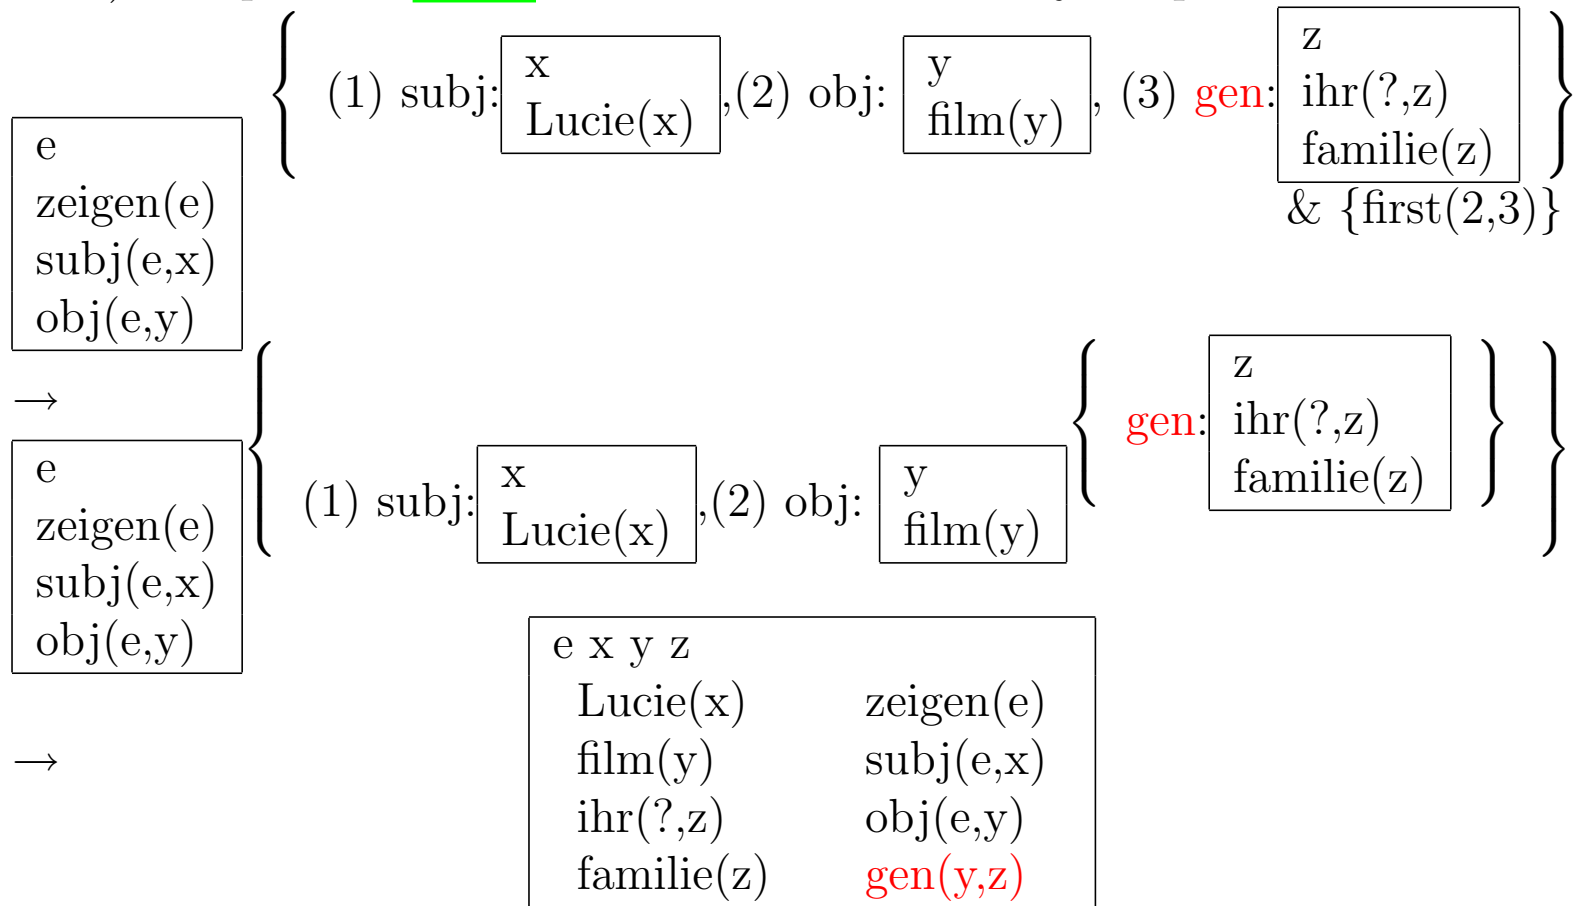 z
(1) subj: x (2) obj: y , (3) gen: ihr(?,z)
Lucie(x) , film(y) familie(z)
e
zeigen(e) & {first(2,3)}
subj(e,x)
obj(e,y)
z
→ gen: ihr(?,z)
e x y familie(z)
(1) subj: Lucie(x) ,(2) obj: film(y)
zeigen(e)
subj(e,x)
obj(e,y)
e x y z
Lucie(x) zeigen(e)
→ film(y) subj(e,x)
ihr(?,z) obj(e,y)
familie(z) gen(y,z)